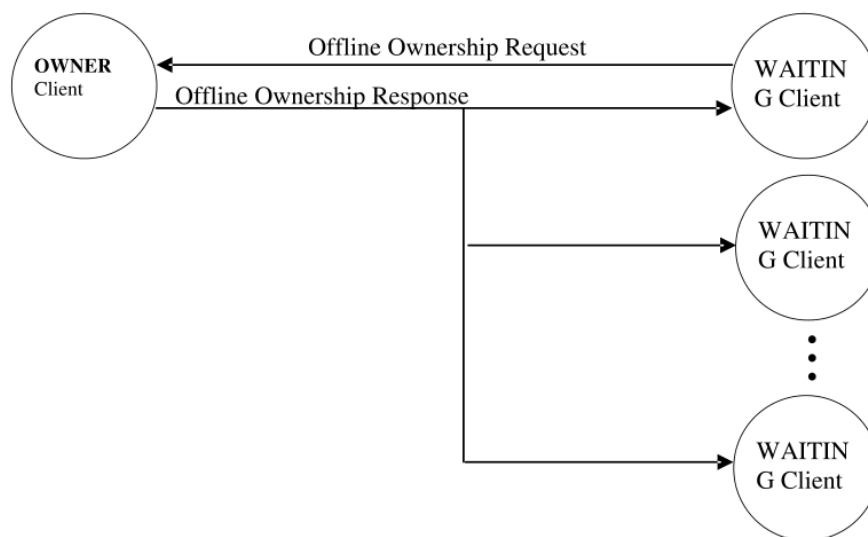 Offline Ownership Request
OWNER
Client
WAITIN
G Client
Offline Ownership Response
WAITIN
G Client
WAITIN
G Client